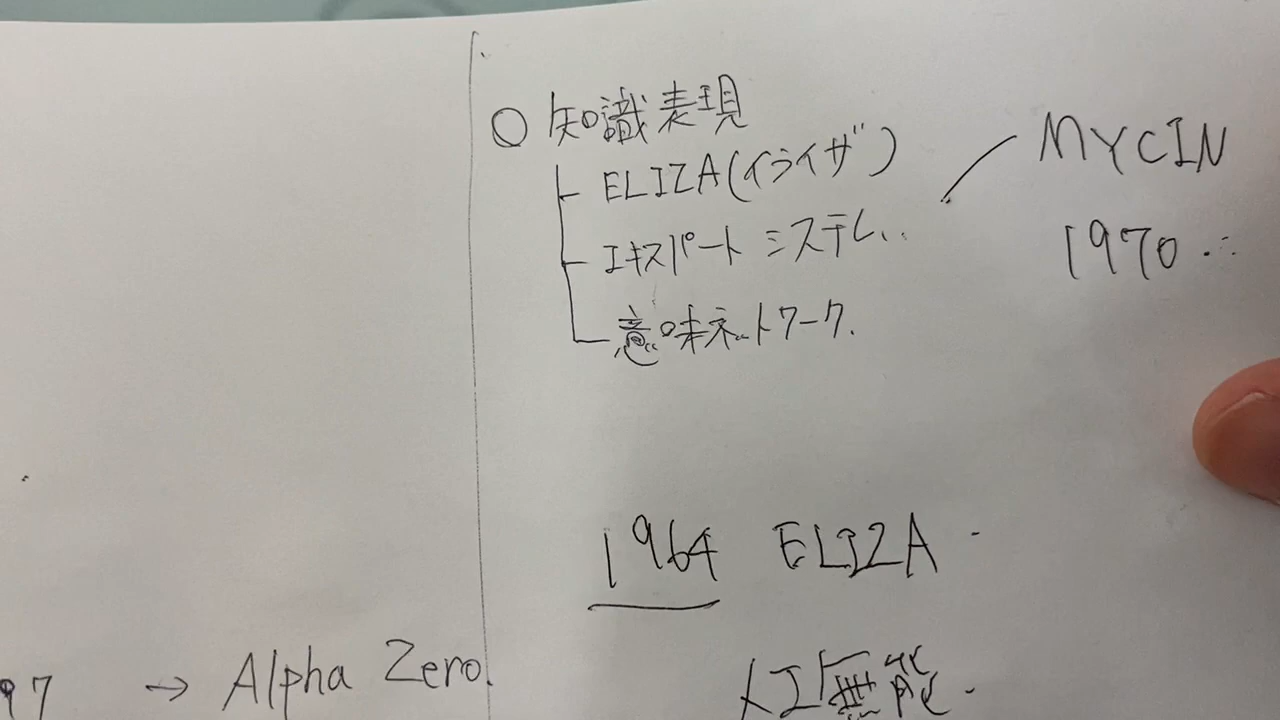 ○ 知識表現
ELIZA(イライザ)
エキスパートシステム
意味ネットワーク.
MYCIN
1970
1964 ELIZA
人工無能
97 → Alpha Zero.